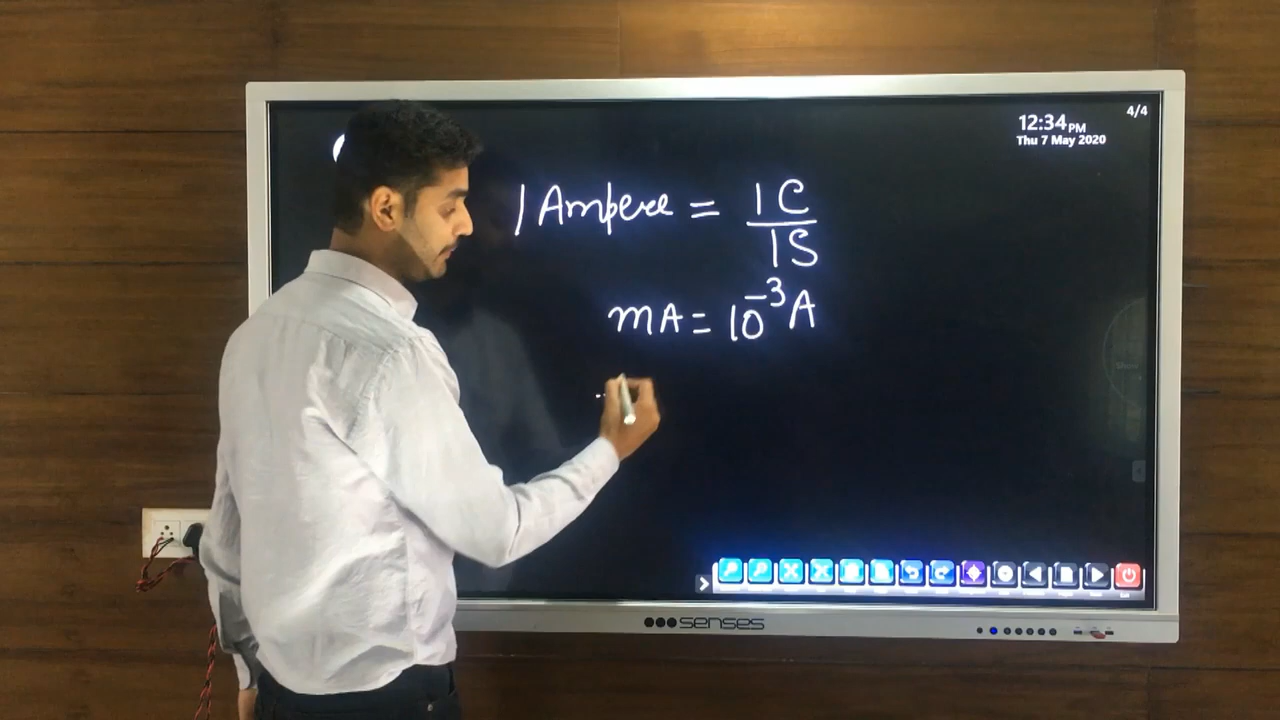 4/4
12:34 PM
Thu 7 May 2020
1 Ampere = 1C / 1S
mA = 10⁻³A
senses